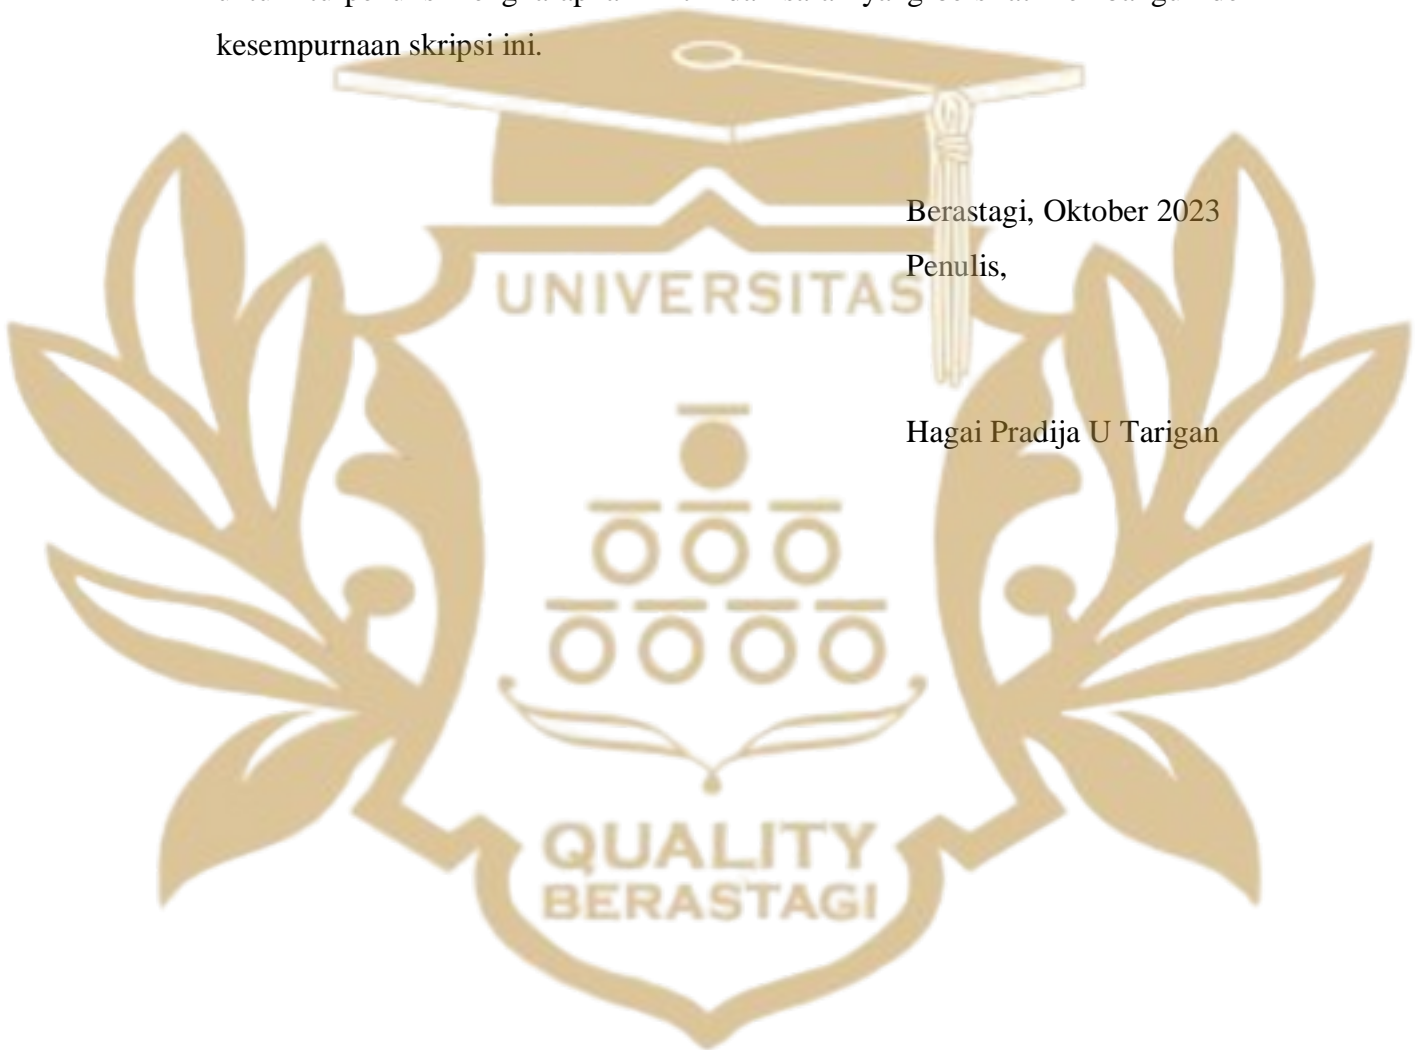 kesempurnaan skripsi ini.
Berastagi, Oktober 2023
Penulis,
UNIVERSITAS
Hagai Pradija U Tarigan
QUALITY
BERASTAGI